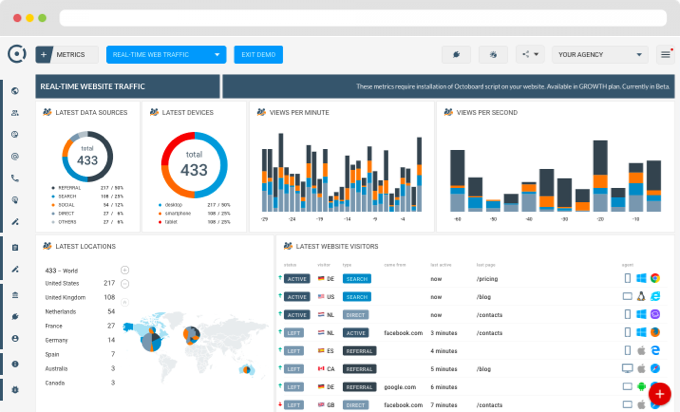 METRICS
REAL-TIME WEB TRAFFIC
EXIT DEMO
YOUR AGENCY
REAL-TIME WEBSITE TRAFFIC
These metrics require installation of Octoboard script on your website. Available in GROWTH plan. Currently in Beta.
LATEST DATA SOURCES
total
433
REFERRAL 217 / 50%
SEARCH 108 / 25%
SOCIAL 54 / 12%
DIRECT 27 / 6%
OTHERS 27 / 6%
LATEST DEVICES
total
433
desktop 217 / 50%
smartphone 108 / 25%
tablet 108 / 25%
VIEWS PER MINUTE
-29 -24 -19 -14 -9 -4
VIEWS PER SECOND
-60 -50 -40 -30 -20 -10
LATEST LOCATIONS
433 - World
United States 217
United Kingdom 108
Netherlands 54
France 27
Germany 14
Spain 7
Australia 3
Canada 3
LATEST WEBSITE VISITORS
status visitor type came from last active last page agent
ACTIVE DE SEARCH now /pricing
ACTIVE US SEARCH now /blog
ACTIVE NL DIRECT now /contacts
LEFT NL ACTIVE facebook.com 3 minutes /contacts
LEFT ES REFERRAL 4 minutes
LEFT CA REFERRAL 5 minutes /blog
LEFT DE REFERRAL google.com 6 minutes
LEFT GB DIRECT facebook.com 7 minutes /contacts